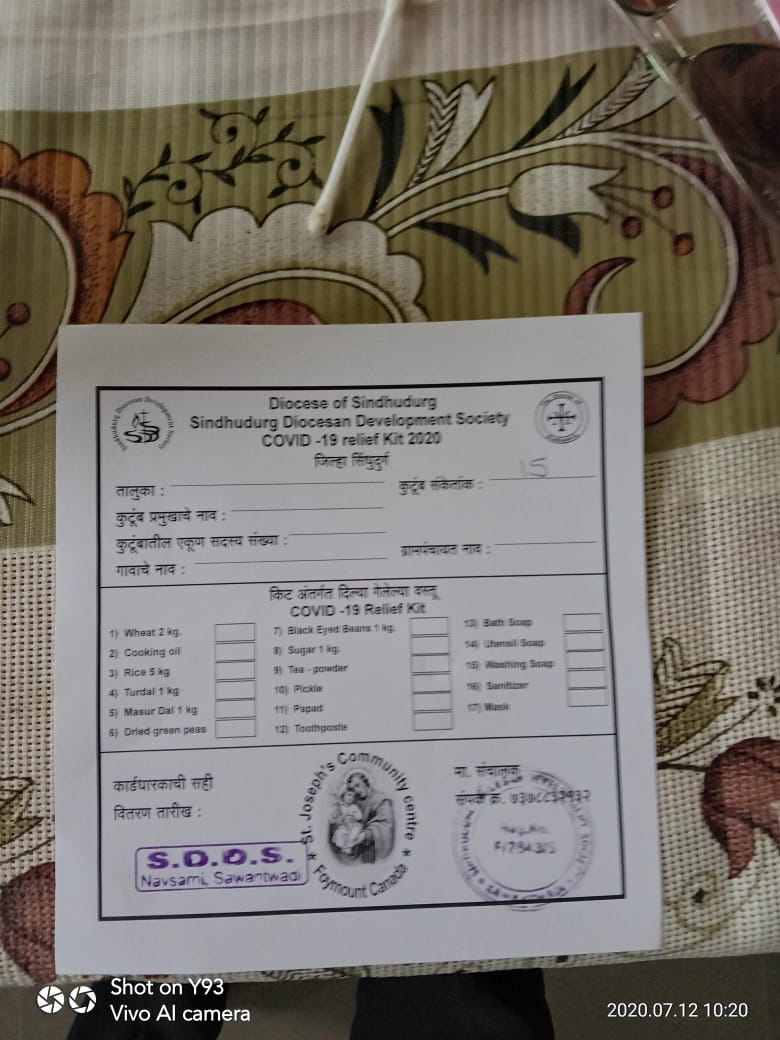 Diocese of Sindhudurg
Sindhudurg Diocesan Development Society
COVID -19 relief Kit 2020
जिल्हा सिंधुदुर्ग
तालुका :
कुटूंब संकेतांक : 15
कुटूंब प्रमुखाचे नाव :
कुटूंबातील एकूण सदस्य संख्या :
ग्रामपंचायत नाव :
गावाचे नाव :
किट अंतर्गत दिल्या गेलेल्या वस्तू
COVID -19 Relief Kit
1) Wheat 2 kg.
2) Cooking oil
3) Rice 5 kg
4) Turdal 1 kg
5) Masur Dal 1 kg
6) Dried green peas
7) Black Eyed Beans 1 kg.
8) Sugar 1 kg.
9) Tea - powder
10) Pickle
11) Papad
12) Toothpaste
13) Bath Soap
14) Utensil Soap
15) Washing Soap
16) Sanitizer
17) Mask
कार्डधारकाची सही
वितरण तारीख :
S.D.D.S.
Navsarni, Sawantwadi
St. Joseph's Community centre
Foymount Canada
मा. संचालक
संपर्क क्र.
Shot on Y93
Vivo AI camera
2020.07.12 10:20